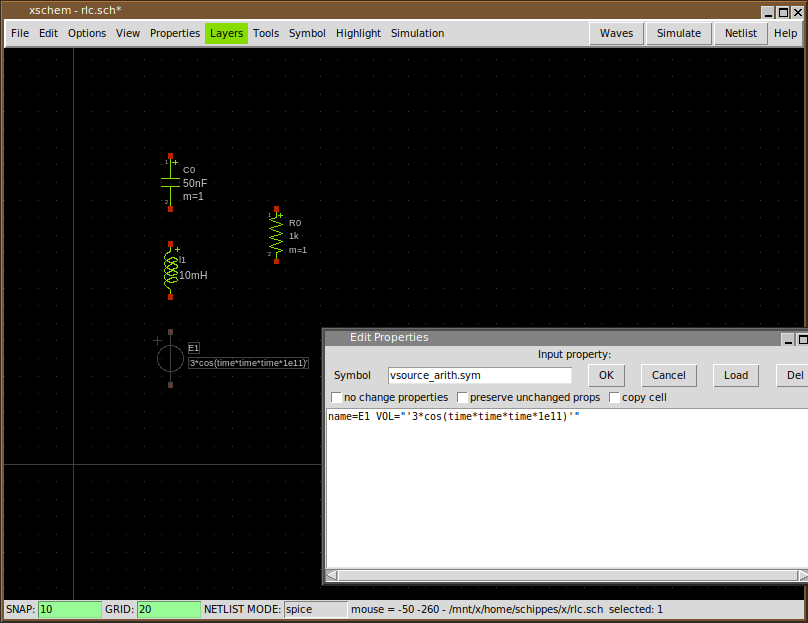 xschem - rlc.sch*
File Edit Options View Properties Layers Tools Symbol Highlight Simulation Waves Simulate Netlist Help
1
C0
50nF
2
m=1
1
R0
1k
2
m=1
l1
10mH
E1
'3*cos(time*time*time*1e11)'
Edit Properties
Input property:
Symbol vsource_arith.sym OK Cancel Load Del
no change properties preserve unchanged props copy cell
name=E1 VOL="'3*cos(time*time*time*1e11)'"
SNAP: 10 GRID: 20 NETLIST MODE: spice mouse = -50 -260 - /mnt/x/home/schippes/x/rlc.sch selected: 1